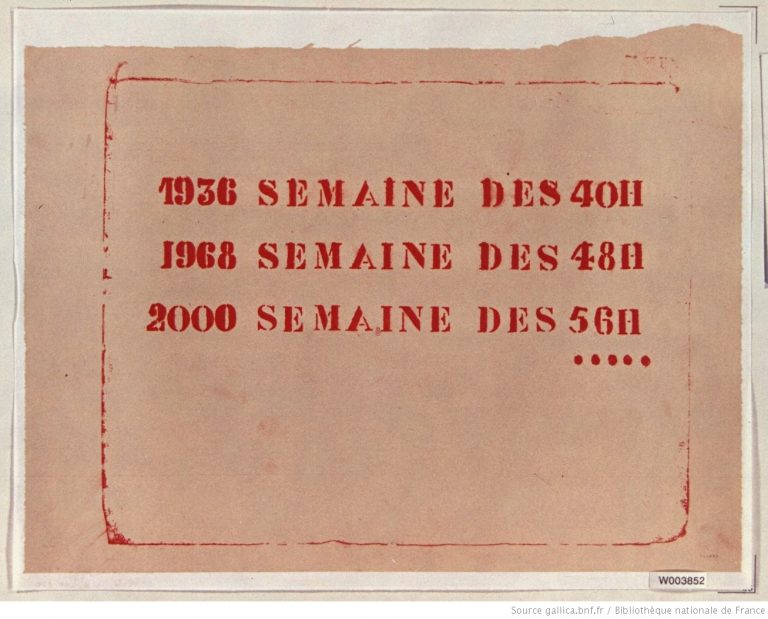 1936 SEMAINE DES 40H
1968 SEMAINE DES 48H
2000 SEMAINE DES 56H
.....
W003852
Source gallica.bnf.fr / Bibliothèque nationale de France